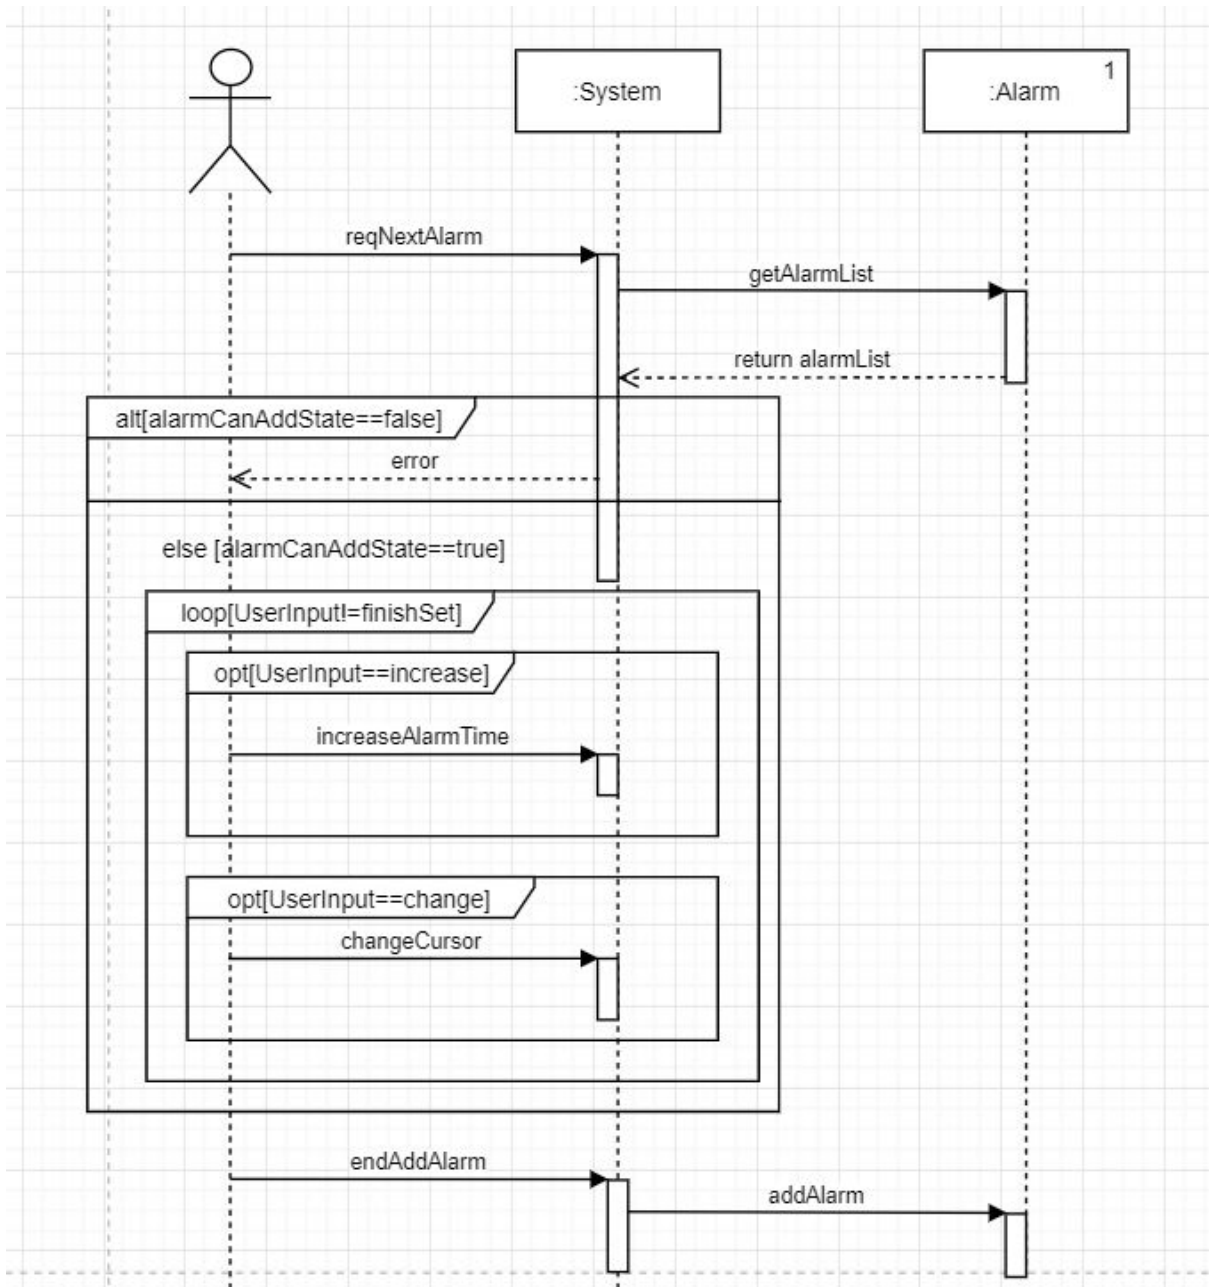 :System
:Alarm
1
reqNextAlarm
getAlarmList
return alarmList
alt[alarmCanAddState==false]
error
else [alarmCanAddState==true]
loop[UserInput!=finishSet]
opt[UserInput==increase]
increaseAlarmTime
opt[UserInput==change]
changeCursor
endAddAlarm
addAlarm